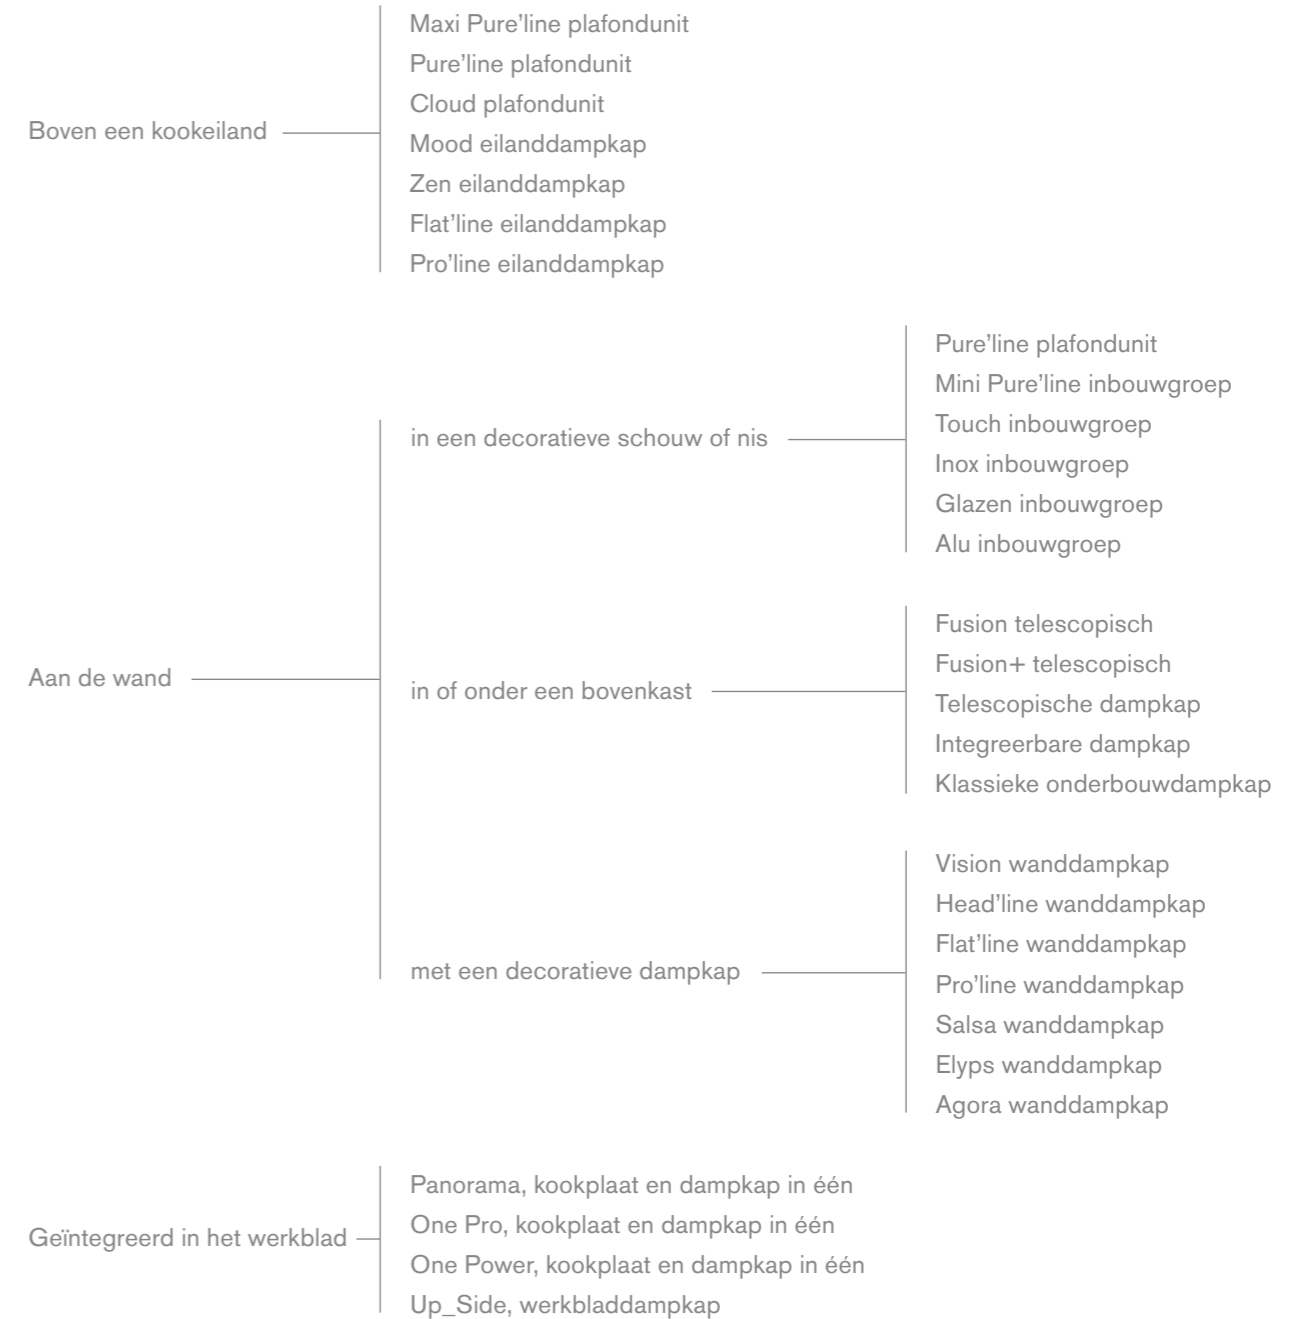 Boven een kookeiland
Maxi Pure’line plafondunit
Pure’line plafondunit
Cloud plafondunit
Mood eilanddampkap
Zen eilanddampkap
Flat’line eilanddampkap
Pro’line eilanddampkap
Aan de wand
in een decoratieve schouw of nis
Pure’line plafondunit
Mini Pure’line inbouwgroep
Touch inbouwgroep
Inox inbouwgroep
Glazen inbouwgroep
Alu inbouwgroep
in of onder een bovenkast
Fusion telescopisch
Fusion+ telescopisch
Telescopische dampkap
Integreerbare dampkap
Klassieke onderbouwdampkap
met een decoratieve dampkap
Vision wanddampkap
Head’line wanddampkap
Flat’line wanddampkap
Pro’line wanddampkap
Salsa wanddampkap
Elyps wanddampkap
Agora wanddampkap
Geïntegreerd in het werkblad
Panorama, kookplaat en dampkap in één
One Pro, kookplaat en dampkap in één
One Power, kookplaat en dampkap in één
Up_Side, werkbladdampkap